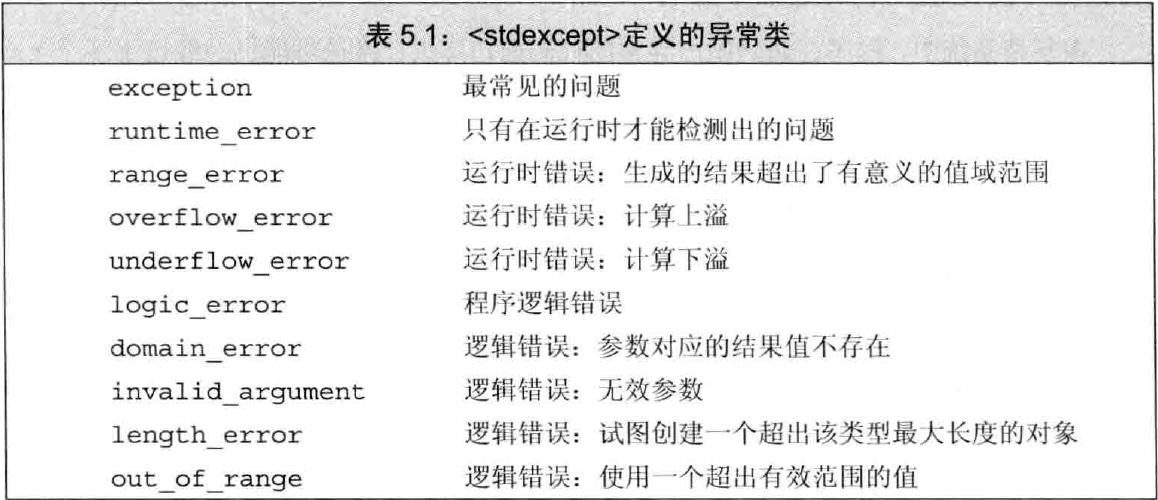 表 5.1：<stdexcept>定义的异常类
exception 最常见的问题
runtime_error 只有在运行时才能检测出的问题
range_error 运行时错误：生成的结果超出了有意义的值域范围
overflow_error 运行时错误：计算上溢
underflow_error 运行时错误：计算下溢
logic_error 程序逻辑错误
domain_error 逻辑错误：参数对应的结果值不存在
invalid_argument 逻辑错误：无效参数
length_error 逻辑错误：试图创建一个超出该类型最大长度的对象
out_of_range 逻辑错误：使用一个超出有效范围的值